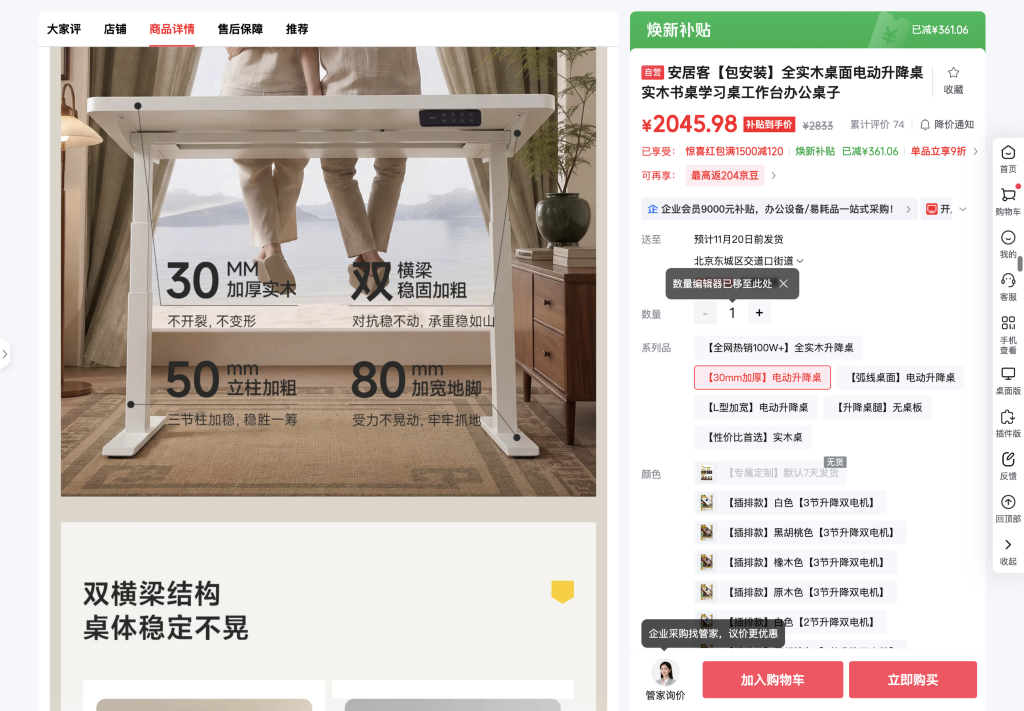 大家评
店铺
商品详情
售后保障
推荐
30 MM 加厚实木
不开裂, 不变形
双 横梁 稳固加粗
对抗稳不动, 承重稳如山
50 mm 立柱加粗
三节柱加稳, 稳胜一筹
80 mm 加宽地脚
受力不晃动, 牢牢抓地
双横梁结构
桌体稳定不晃
焕新补贴
已减¥361.06
自营 安居客【包安装】全实木桌面电动升降桌
实木书桌学习桌工作台办公桌子
收藏
¥2045.98 补贴到手价 ¥2833 累计评价 74 降价通知
已享受: 惊喜红包满1500减120 焕新补贴 已减¥361.06 单品立享9折
可再享: 最高返204京豆
企业会员9000元补贴，办公设备/易耗品一站式采购！
开.
送至 预计11月20日前发货
北京东城区交道口街道
数量编辑器已移至此处
数量 - 1 +
系列品 【全网热销100W+】全实木升降桌
【30mm加厚】电动升降桌 【弧线桌面】电动升降桌
【L型加宽】电动升降桌 【升降桌腿】无桌板
【性价比首选】实木桌
颜色 【专属定制】默认7天发货 无货
【插排款】白色【3节升降双电机】
【插排款】黑胡桃色【3节升降双电机】
【插排款】橡木色【3节升降双电机】
【插排款】原木色【3节升降双电机】
【插排款】白色【2节升降双电机】
企业采购找管家，议价更优惠
管家询价
加入购物车
立即购买
首页
购物车
我的
客服
手机
查看
桌面版
插件版
反馈
回顶部
收起